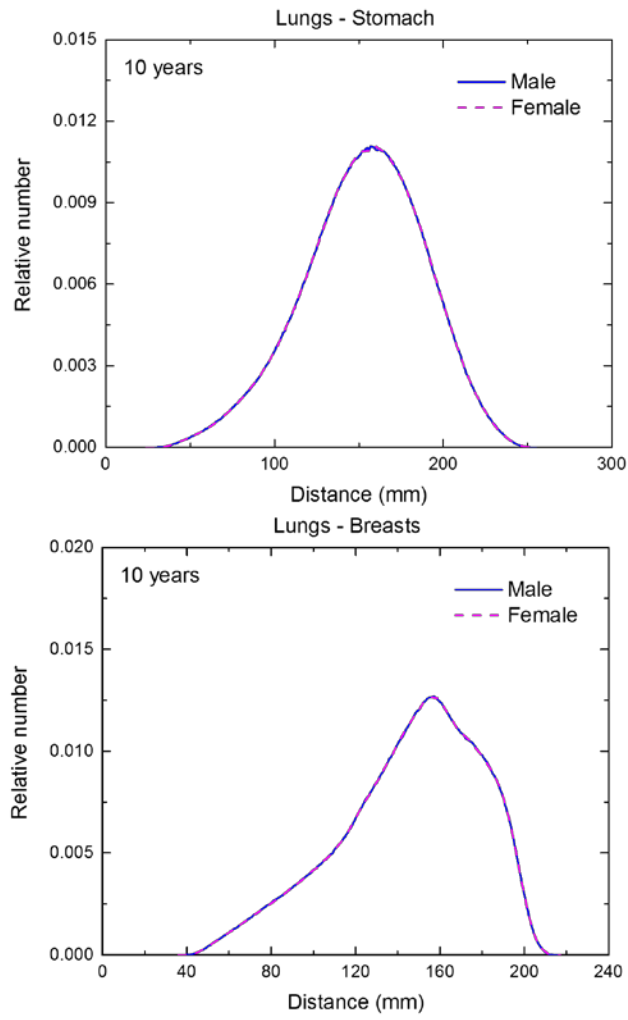 Lungs - Stomach
10 years
Male
Female
0.015
0.012
0.009
0.006
0.003
0.000
Relative number
0 100 200 300
Distance (mm)
Lungs - Breasts
10 years
Male
Female
0.020
0.015
0.010
0.005
0.000
Relative number
0 40 80 120 160 200 240
Distance (mm)